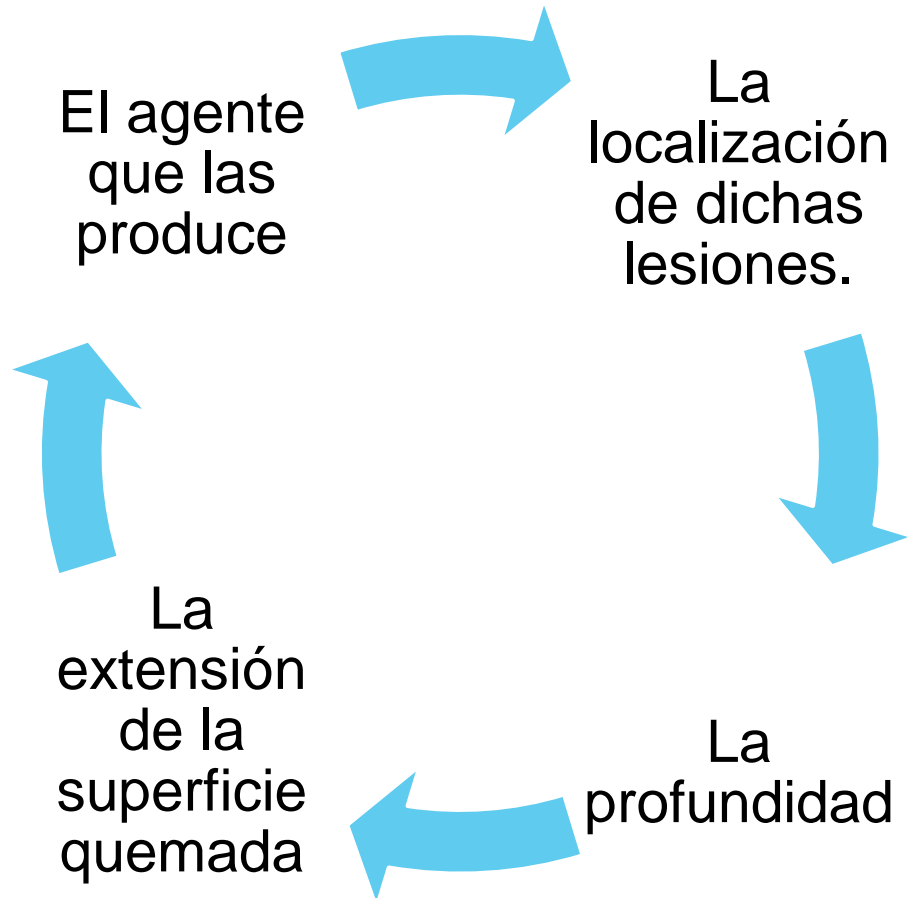 El agente
que las
produce
La
localización
de dichas
lesiones.
La
profundidad
La
extensión
de la
superficie
quemada